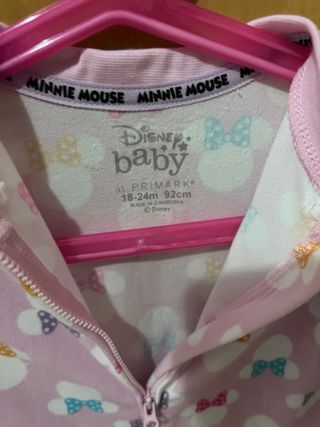 MINNIE MOUSE MINNIE MOUSE
Disney
baby
at PRIMARK®
18-24m 92cm
MADE IN CAMBODIA
© Disney